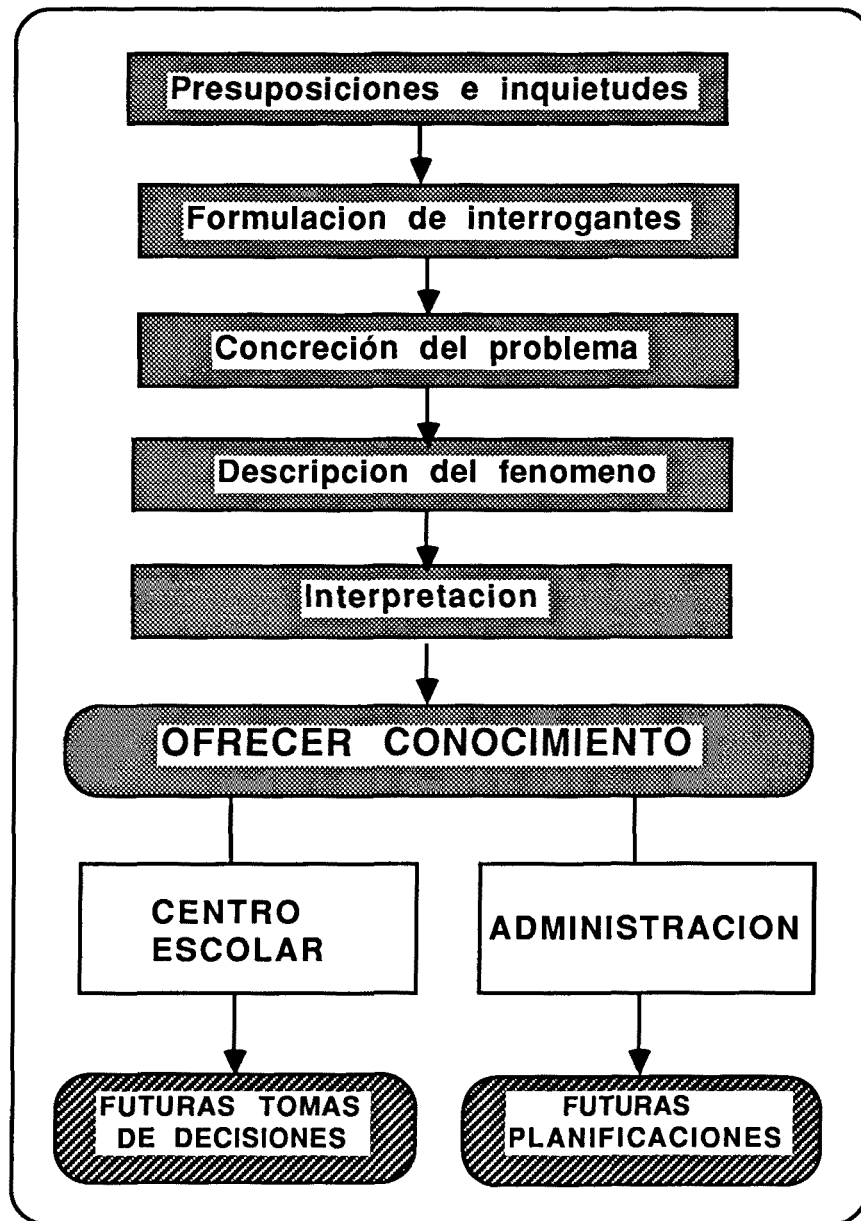 Presuposiciones e inquietudes
Formulacion de interrogantes
Concreción del problema
Descripcion del fenomeno
Interpretacion
OFRECER CONOCIMIENTO
CENTRO
ESCOLAR
ADMINISTRACION
FUTURAS TOMAS
DE DECISIONES
FUTURAS
PLANIFICACIONES